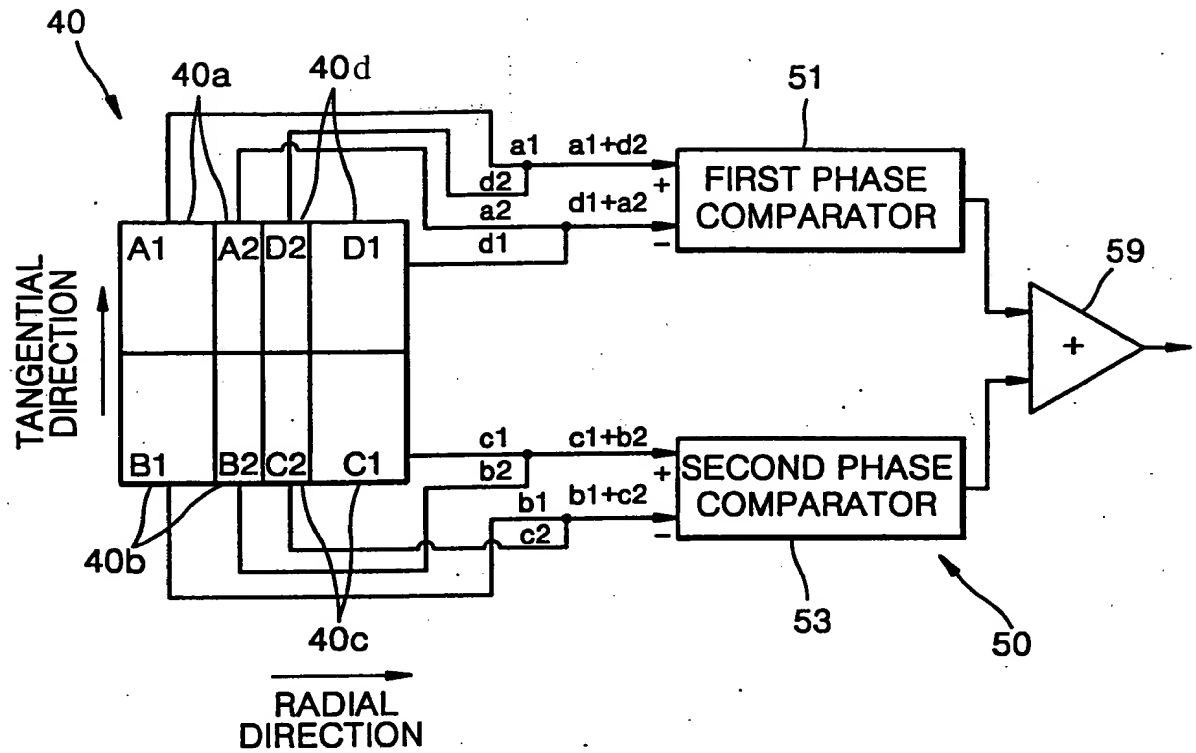 40
40a
40d
51
a1
a1+d2
d2
+
FIRST PHASE
COMPARATOR
a2
d1+a2
d1
−
A1
A2
D2
D1
59
+
TANGENTIAL
DIRECTION
B1
B2
C2
C1
c1
c1+b2
b2
+
SECOND PHASE
COMPARATOR
b1
b1+c2
c2
−
40b
40c
53
50
RADIAL
DIRECTION